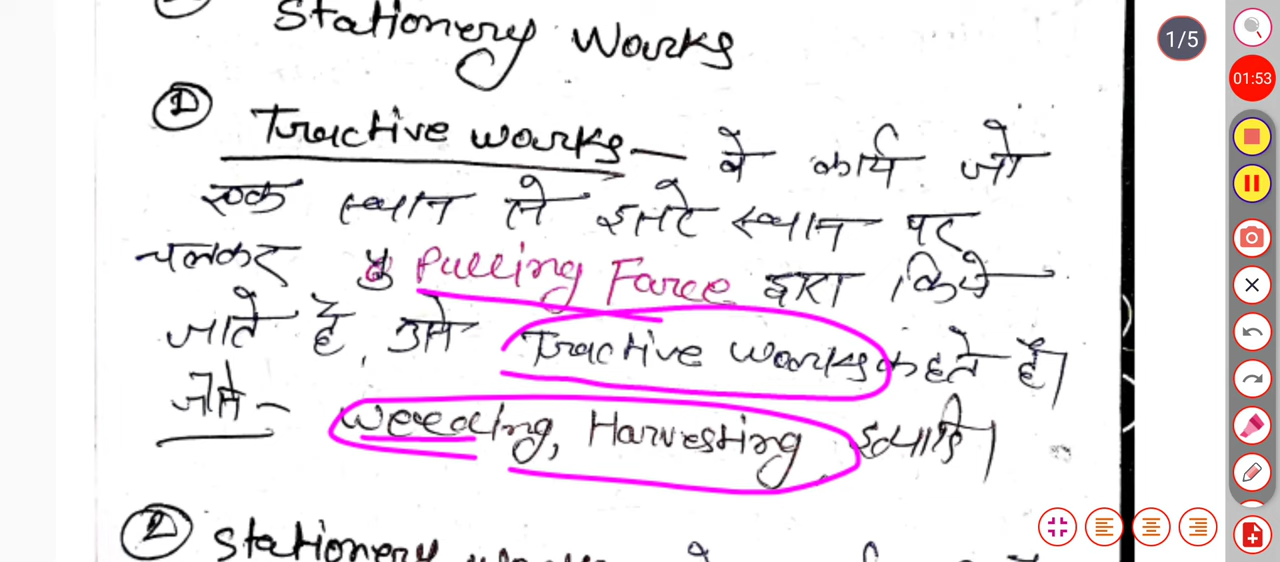 Stationery Works
1/5
01:53
① Tractive works — वे कार्य जो
एक स्थान से दूसरे स्थान पर
चलकर Pulling Force द्वारा किये
जाते है, उसे Tractive works कहते है।
जैसे - Weeding, Harvesting इत्यादि।
② Stationery